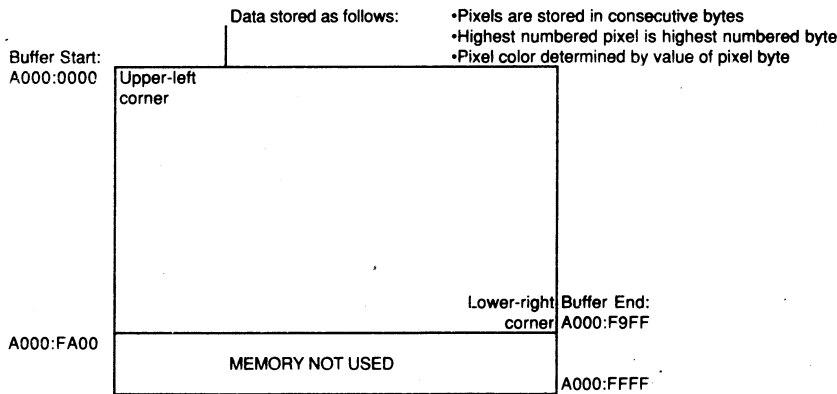 Data stored as follows: •Pixels are stored in consecutive bytes
•Highest numbered pixel is highest numbered byte
Buffer Start: •Pixel color determined by value of pixel byte
A000:0000 Upper-left
corner
Lower-right Buffer End:
corner A000:F9FF
A000:FA00
MEMORY NOT USED
A000:FFFF